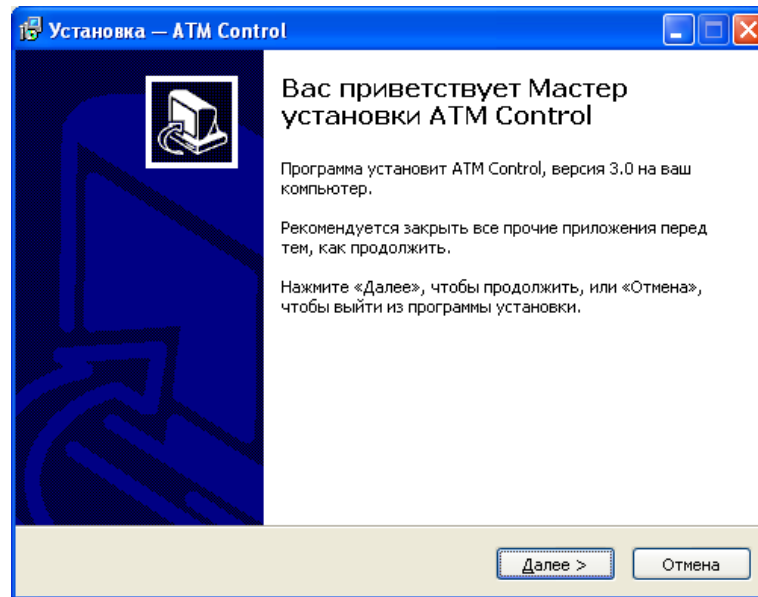 Установка — ATM Control
Вас приветствует Мастер
установки ATM Control
Программа установит ATM Control, версия 3.0 на ваш
компьютер.
Рекомендуется закрыть все прочие приложения перед
тем, как продолжить.
Нажмите «Далее», чтобы продолжить, или «Отмена»,
чтобы выйти из программы установки.
Далее >
Отмена